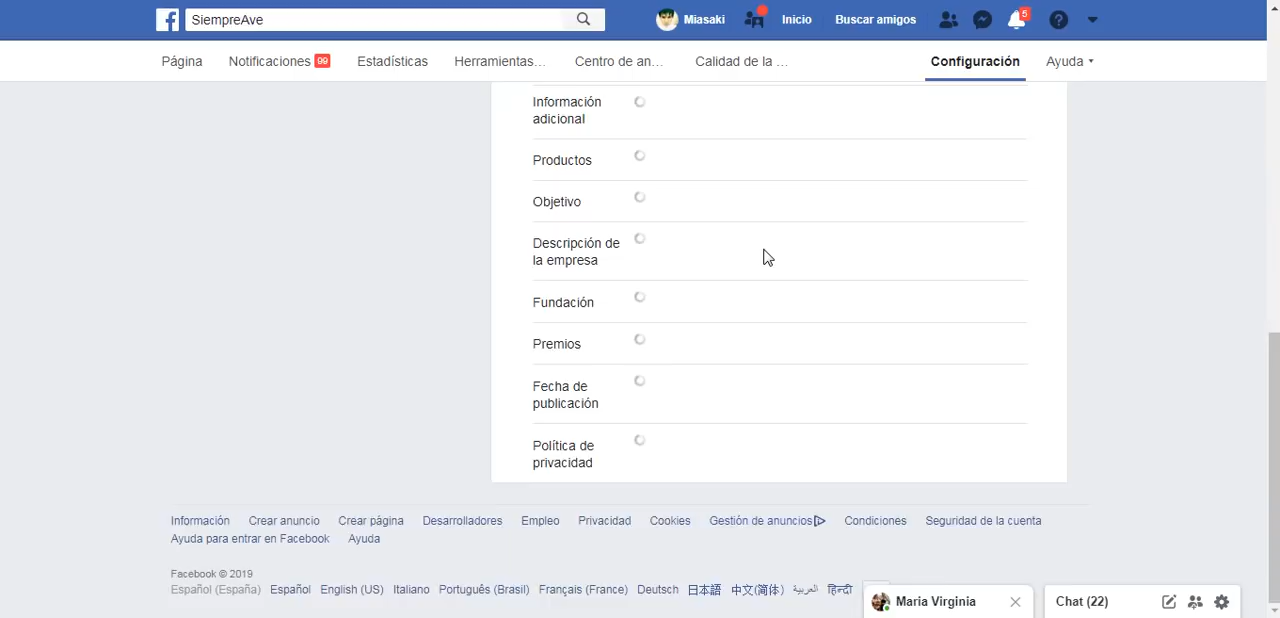 SiempreAve
Miasaki
Inicio
Buscar amigos
5
Página
Notificaciones 99
Estadísticas
Herramientas...
Centro de an...
Calidad de la ...
Configuración
Ayuda
Información
adicional
Productos
Objetivo
Descripción de
la empresa
Fundación
Premios
Fecha de
publicación
Política de
privacidad
Información Crear anuncio Crear página Desarrolladores Empleo Privacidad Cookies Gestión de anuncios Condiciones Seguridad de la cuenta
Ayuda para entrar en Facebook Ayuda
Facebook © 2019
Español (España) Español English (US) Italiano Português (Brasil) Français (France) Deutsch 日本語 中文(简体) العربية हिन्दी
Maria Virginia
Chat (22)